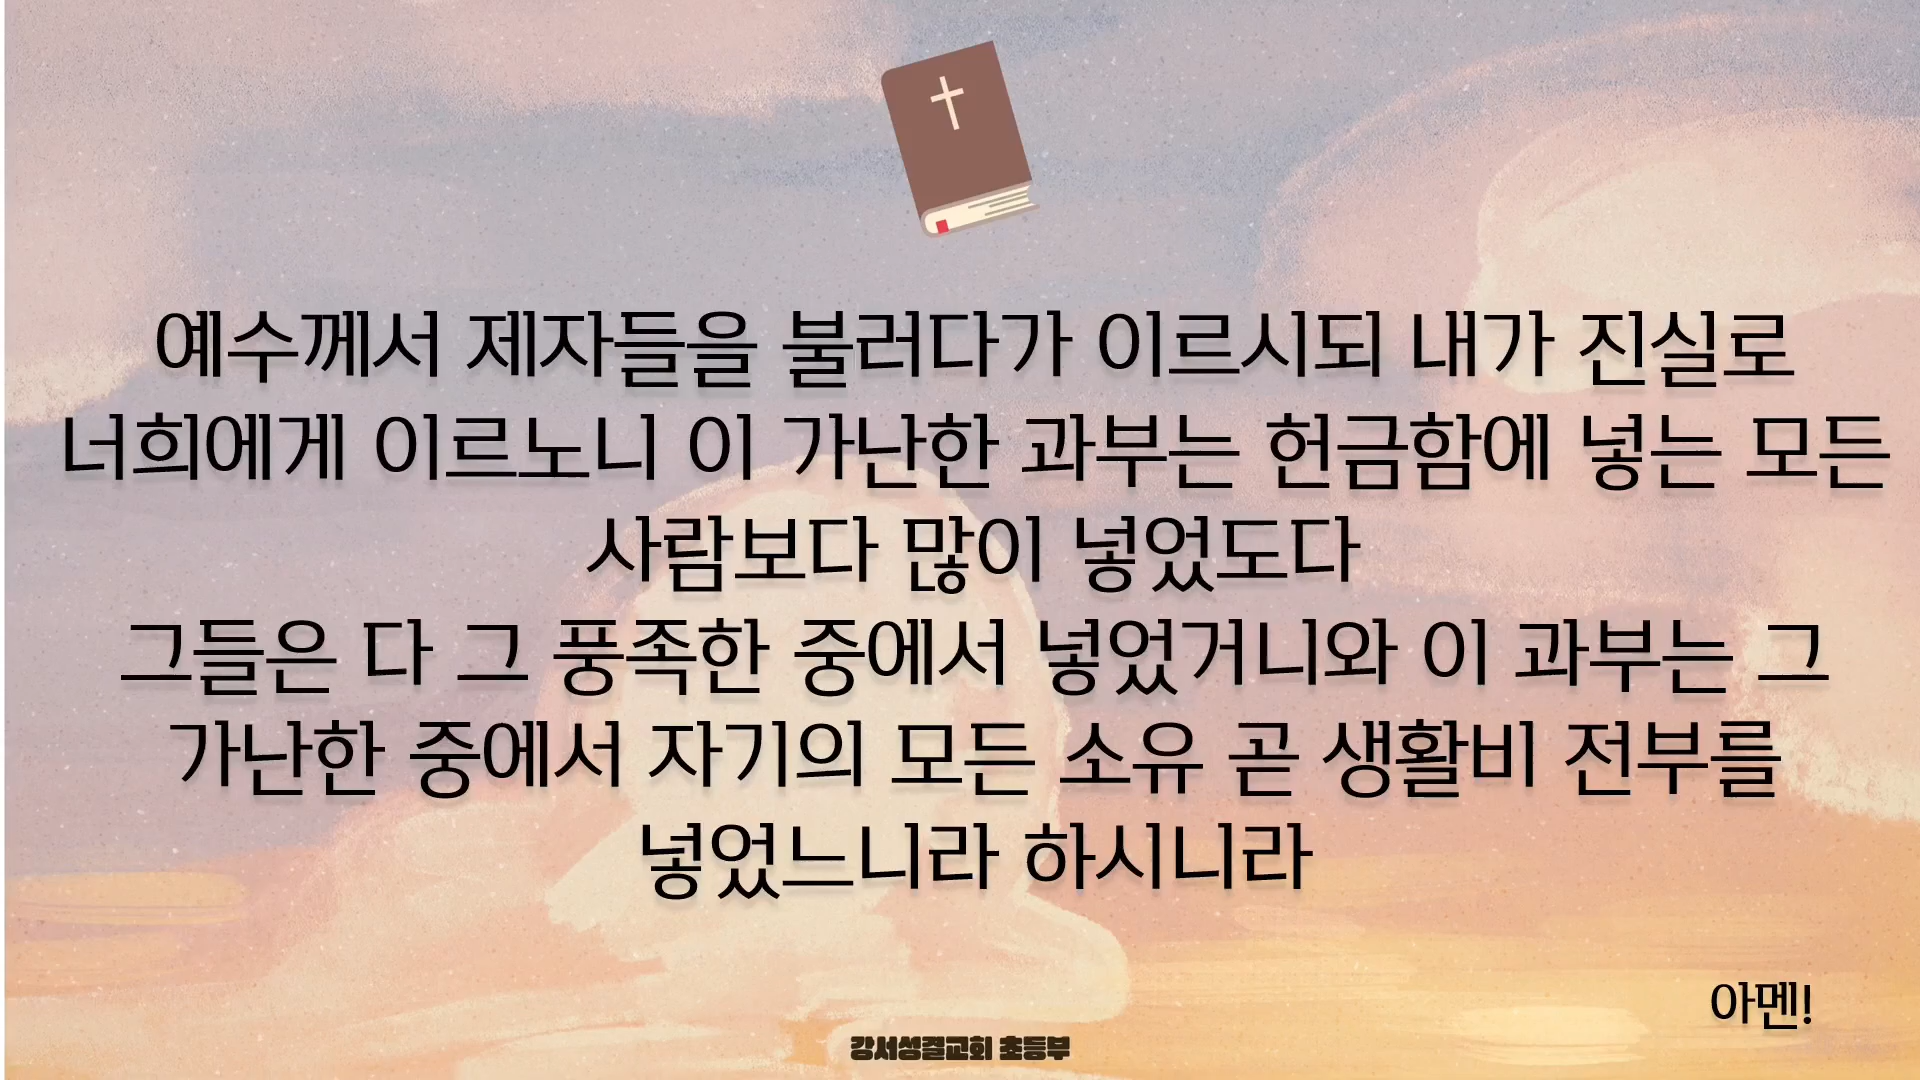 예수께서 제자들을 불러다가 이르시되 내가 진실로
너희에게 이르노니 이 가난한 과부는 헌금함에 넣는 모든
사람보다 많이 넣었도다
그들은 다 그 풍족한 중에서 넣었거니와 이 과부는 그
가난한 중에서 자기의 모든 소유 곧 생활비 전부를
넣었느니라 하시니라
아멘!
강서성결교회 초등부